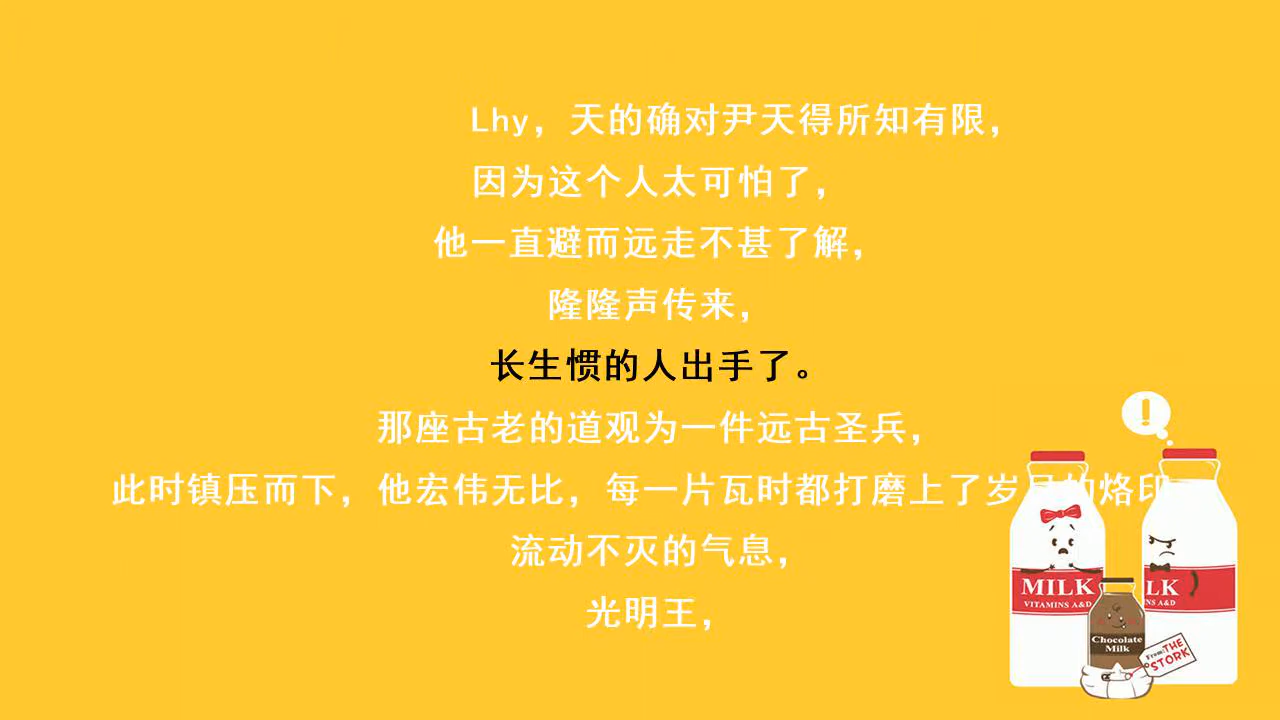 Lhy，天的确对尹天得所知有限，
因为这个人太可怕了，
他一直避而远走不甚了解，
隆隆声传来，
长生惯的人出手了。
那座古老的道观为一件远古圣兵，
此时镇压而下，他宏伟无比，每一片瓦时都打磨上了岁月的烙印
流动不灭的气息，
光明王，
!
MILK
VITAMINS A&D
LK
NS A&D
Chocolate
Milk
From: THE
STORK